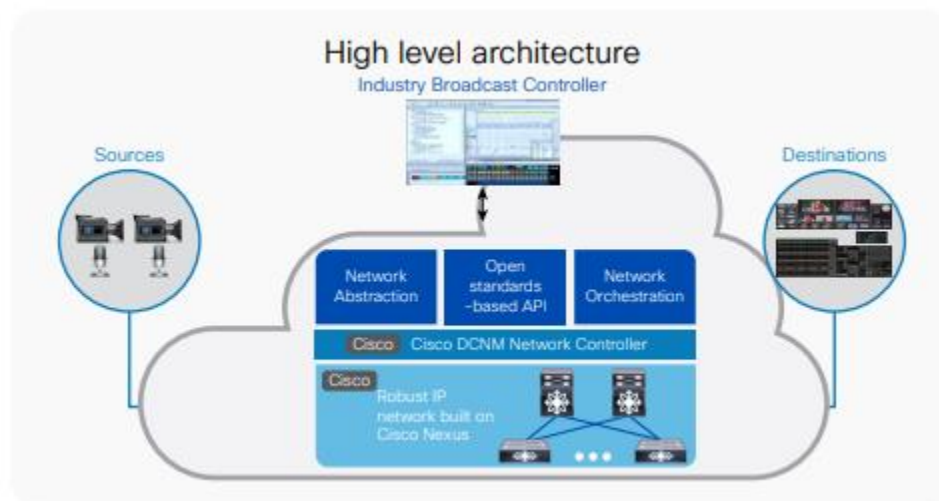 High level architecture
Industry Broadcast Controller
Sources
Destinations
Network
Abstraction
Open
standards
-based API
Network
Orchestration
Cisco Cisco DCNM Network Controller
Cisco
Robust IP
network built on
Cisco Nexus